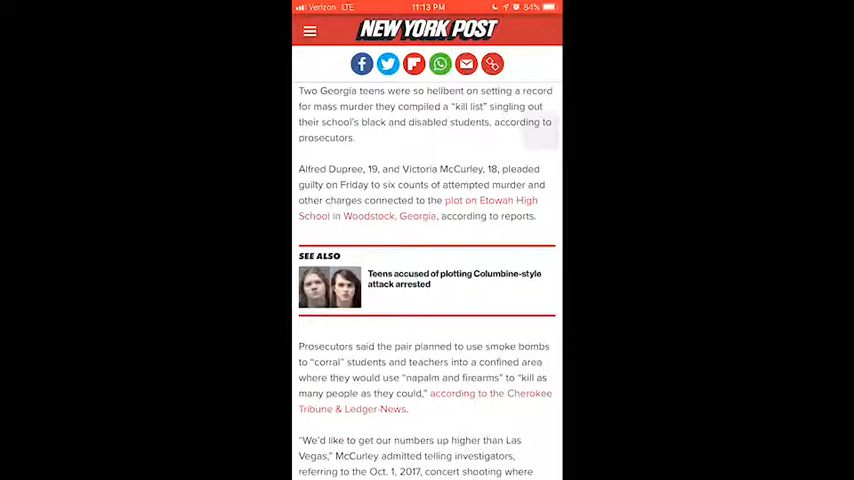 Verizon LTE 11:13 PM 84%
NEW YORK POST
Two Georgia teens were so hellbent on setting a record
for mass murder they compiled a “kill list” singling out
their school's black and disabled students, according to
prosecutors.
Alfred Dupree, 19, and Victoria McCurley, 18, pleaded
guilty on Friday to six counts of attempted murder and
other charges connected to the plot on Etowah High
School in Woodstock, Georgia, according to reports.
SEE ALSO
Teens accused of plotting Columbine-style
attack arrested
Prosecutors said the pair planned to use smoke bombs
to “corral” students and teachers into a confined area
where they would use “napalm and firearms” to “kill as
many people as they could,” according to the Cherokee
Tribune & Ledger-News.
“We'd like to get our numbers up higher than Las
Vegas,” McCurley admitted telling investigators,
referring to the Oct. 1, 2017, concert shooting where